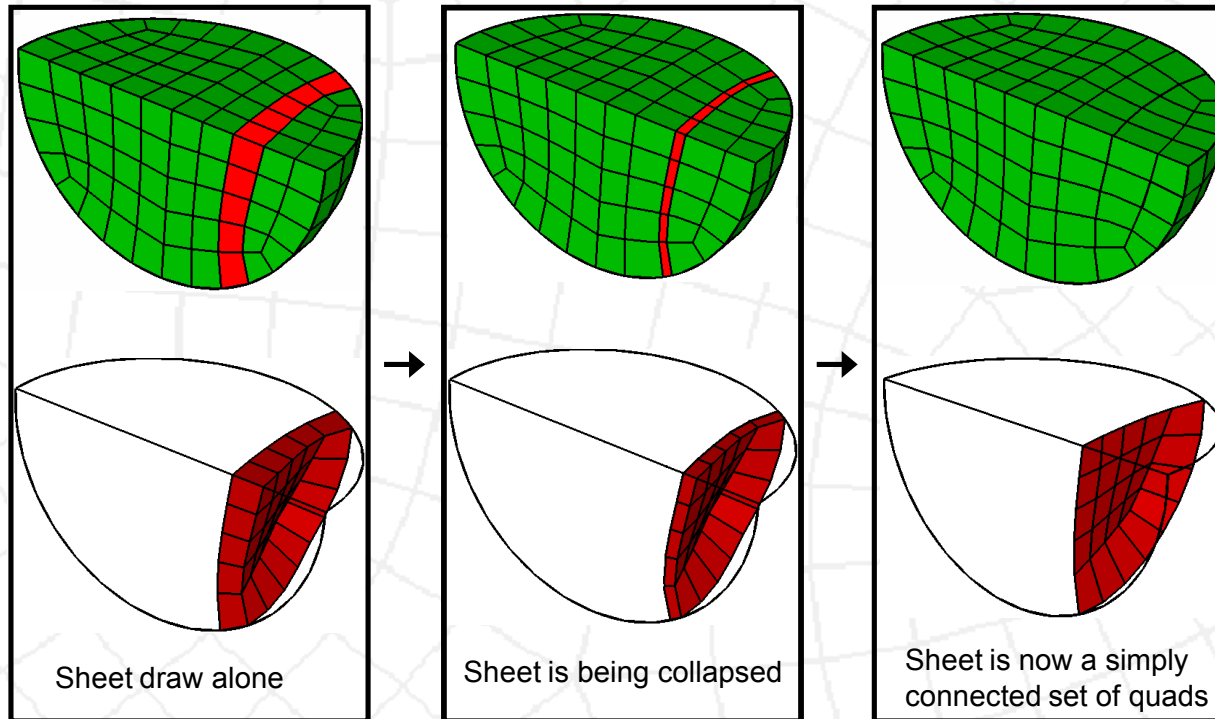 Sheet draw alone
Sheet is being collapsed
Sheet is now a simply
connected set of quads